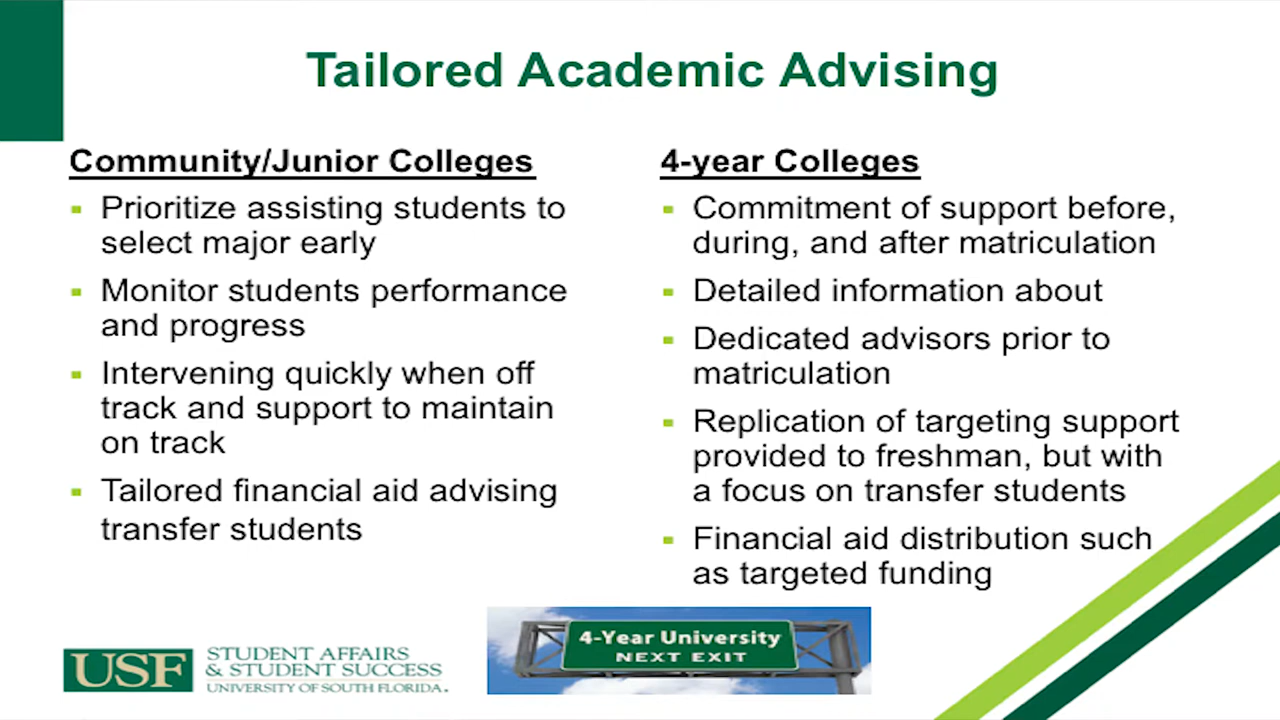 Tailored Academic Advising
Community/Junior Colleges
Prioritize assisting students to
select major early
Monitor students performance
and progress
Intervening quickly when off
track and support to maintain
on track
Tailored financial aid advising
transfer students
4-year Colleges
Commitment of support before,
during, and after matriculation
Detailed information about
Dedicated advisors prior to
matriculation
Replication of targeting support
provided to freshman, but with
a focus on transfer students
Financial aid distribution such
as targeted funding
USF
STUDENT AFFAIRS
& STUDENT SUCCESS
UNIVERSITY OF SOUTH FLORIDA.
4-Year University
NEXT EXIT